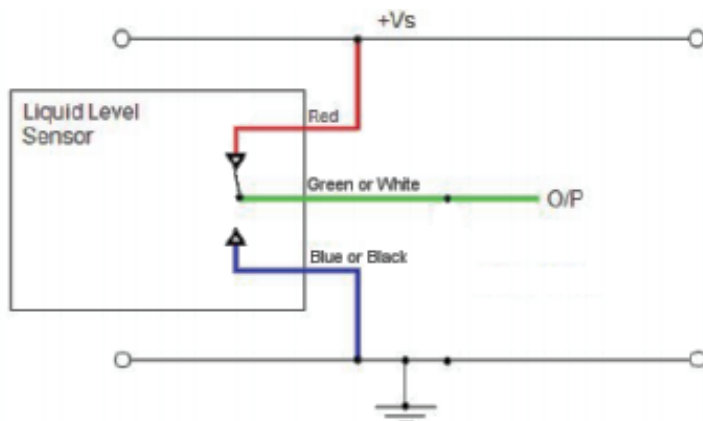 +Vs
Liquid Level
Sensor
Red
Green or White
O/P
Blue or Black